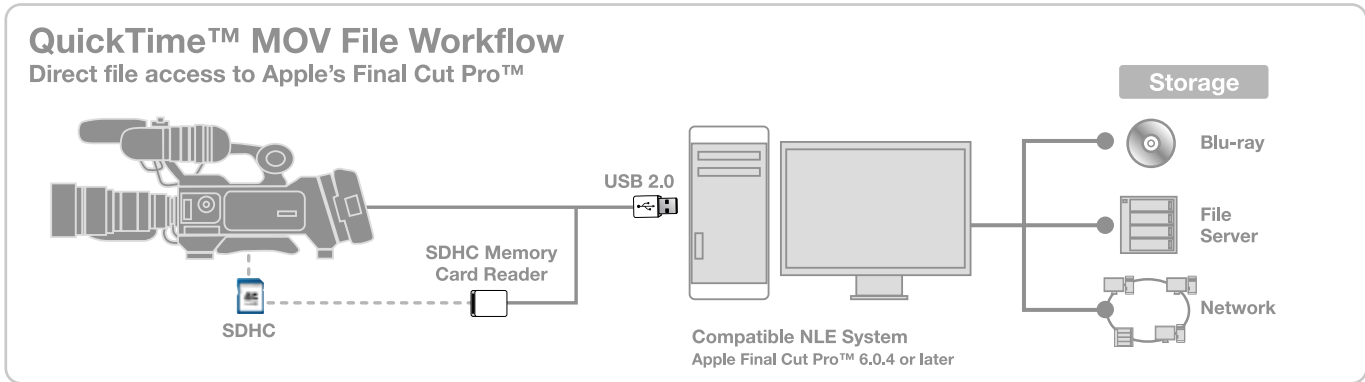 QuickTime™ MOV File Workflow
Direct file access to Apple's Final Cut Pro™
Storage
Blu-ray
USB 2.0
File
Server
SDHC Memory
Card Reader
Network
SDHC
Compatible NLE System
Apple Final Cut Pro™ 6.0.4 or later